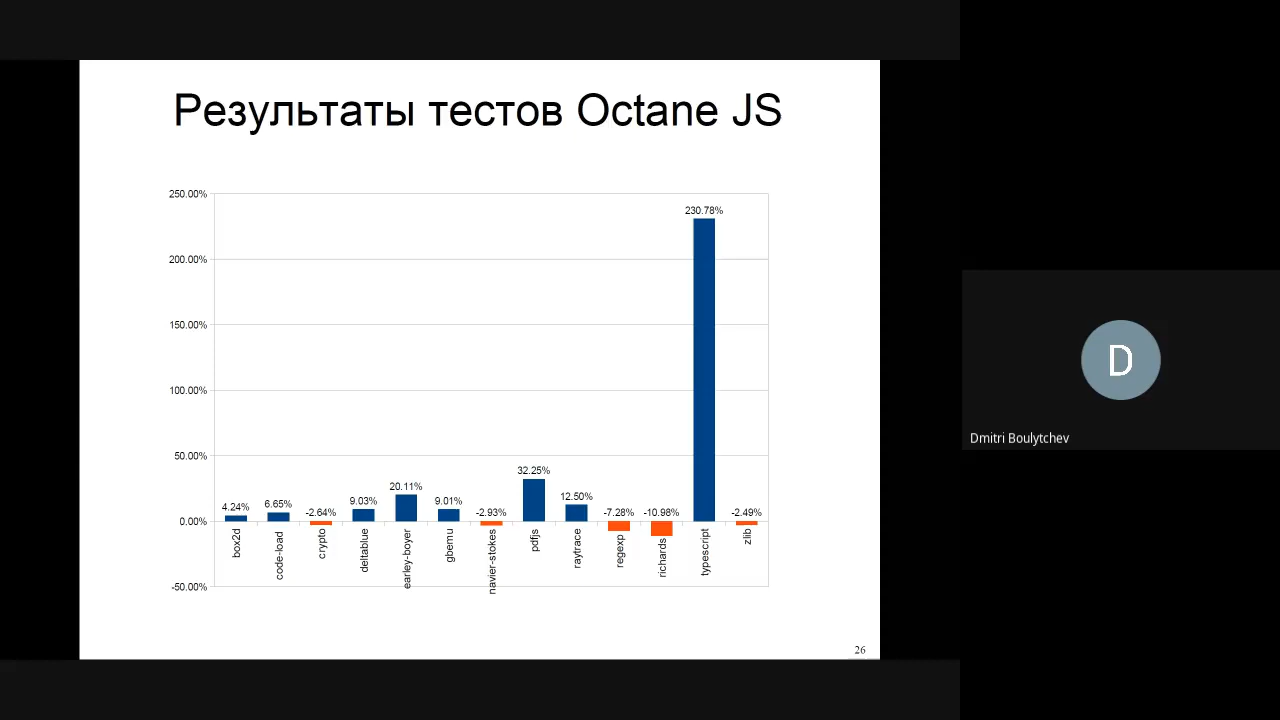 Результаты тестов Octane JS
250.00%
200.00%
150.00%
100.00%
50.00%
0.00%
-50.00%
4.24%
6.65%
-2.64%
9.03%
20.11%
9.01%
-2.93%
32.25%
12.50%
-7.28%
-10.98%
230.78%
-2.49%
box2d
code-load
crypto
deltablue
earley-boyer
gbemu
navier-stokes
pdfjs
raytrace
regexp
richards
typescript
zlib
26
D
Dmitri Boulytchev